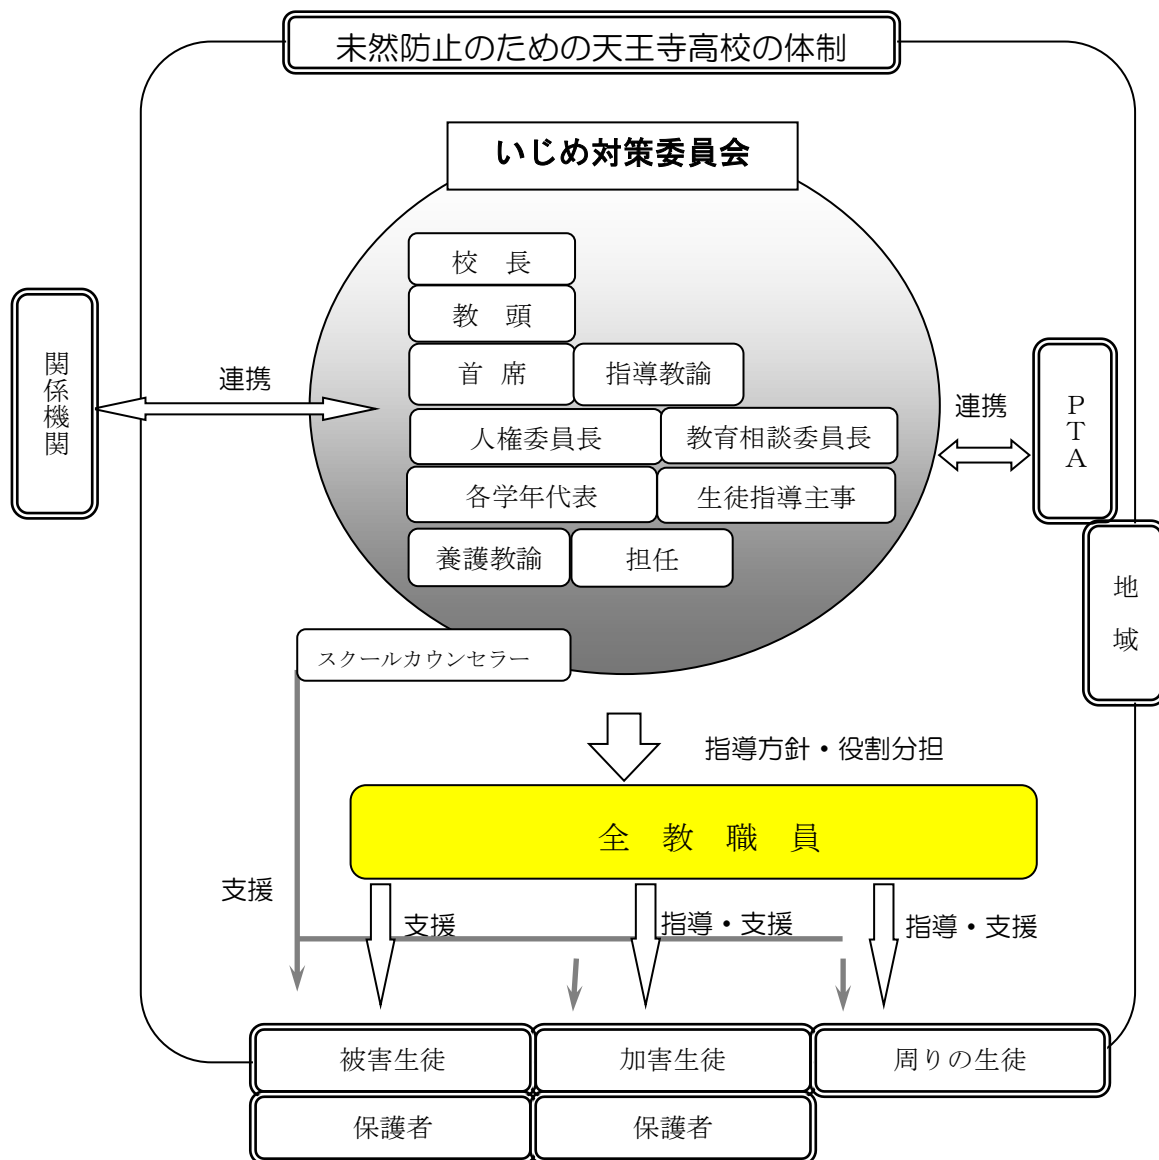 未然防止のための天王寺高校の体制
いじめ対策委員会
校　長
教　頭
首 席
指導教諭
人権委員長
教育相談委員長
各学年代表
生徒指導主事
養護教諭
担任
スクールカウンセラー
関係機関
連携
連携
PTA
地域
指導方針・役割分担
全　教　職　員
支援
支援
指導・支援
指導・支援
被害生徒
加害生徒
周りの生徒
保護者
保護者